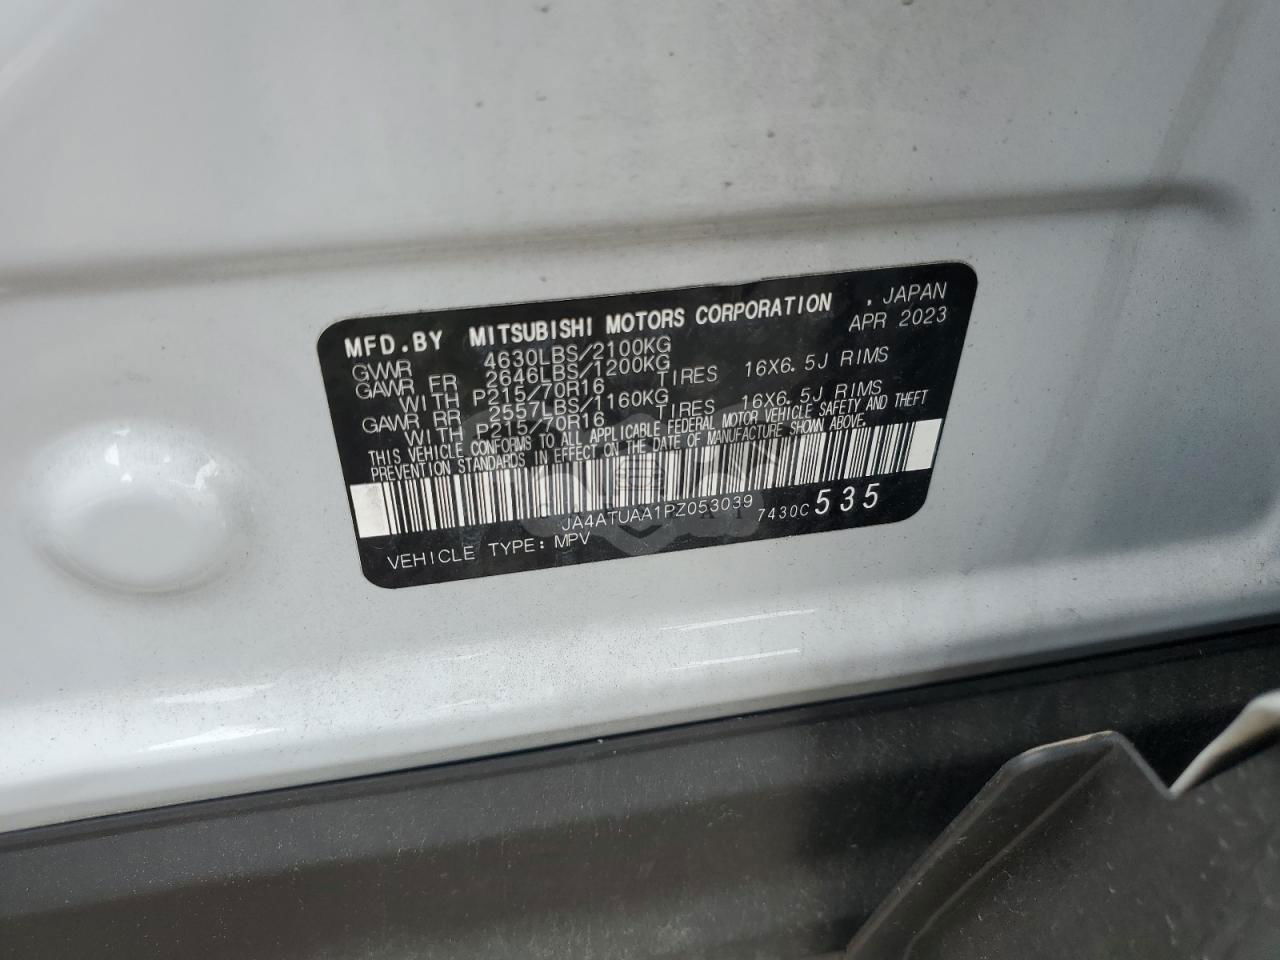 MFD. BY MITSUBISHI MOTORS CORPORATION . JAPAN
GVWR 4630LBS/2100KG APR 2023
GAWR FR 2646LBS/1200KG
WITH P215/70R16 TIRES 16X6.5J RIMS
GAWR RR 2557LBS/1160KG
WITH P215/70R16 TIRES 16X6.5J RIMS
THIS VEHICLE CONFORMS TO ALL APPLICABLE FEDERAL MOTOR VEHICLE SAFETY AND THEFT
PREVENTION STANDARDS IN EFFECT ON THE DATE OF MANUFACTURE SHOWN ABOVE.
JA4ATUAA1PZ053039 7430C 535
VEHICLE TYPE: MPV